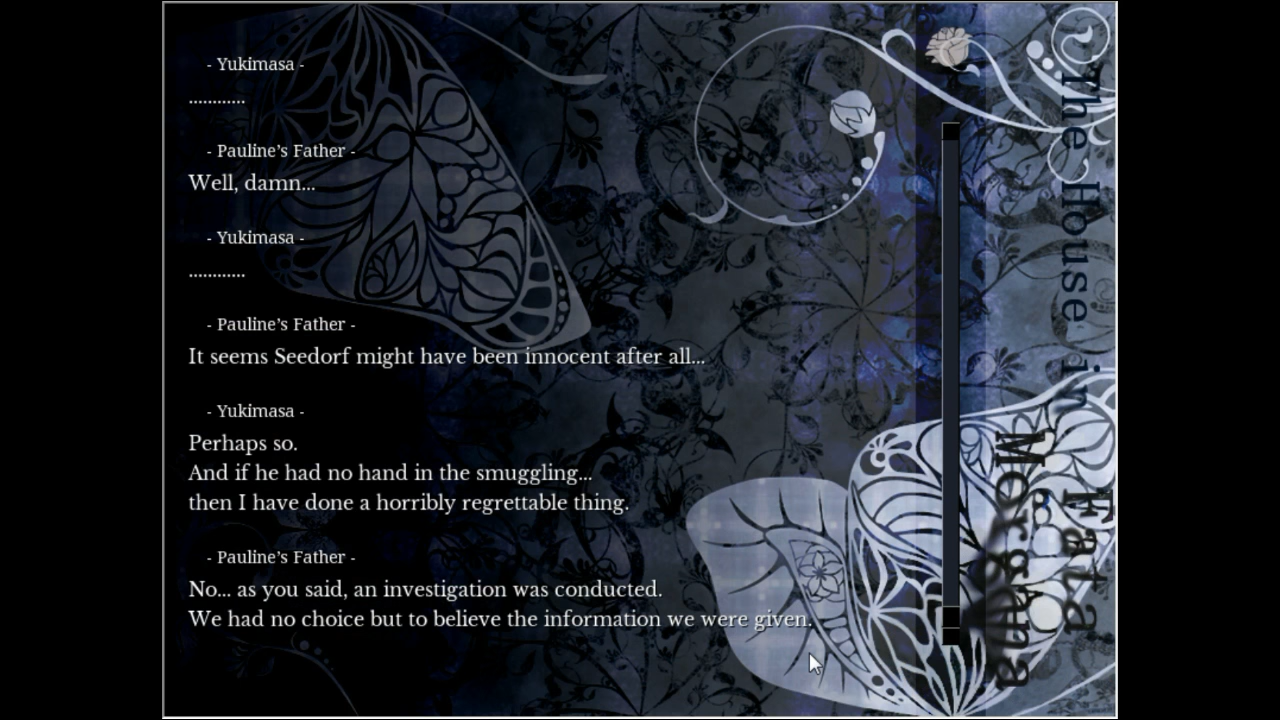 - Yukimasa -
............
- Pauline’s Father -
Well, damn...
- Yukimasa -
............
- Pauline’s Father -
It seems Seedorf might have been innocent after all...
- Yukimasa -
Perhaps so.
And if he had no hand in the smuggling...
then I have done a horribly regrettable thing.
- Pauline’s Father -
No... as you said, an investigation was conducted.
We had no choice but to believe the information we were given.
The House in
Fata
Morgana